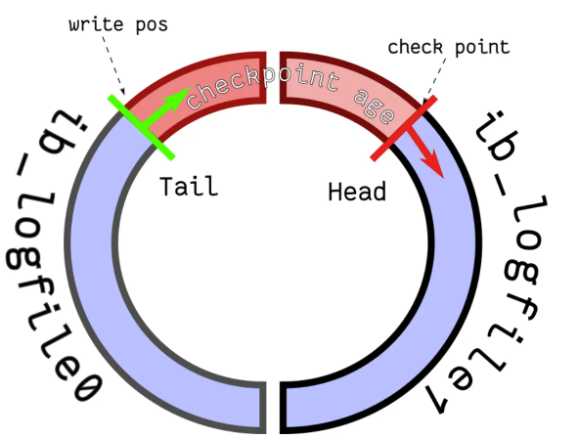 write pos
check point
checkpoint age
Tail
Head
ib_logfile0
ib_logfile1